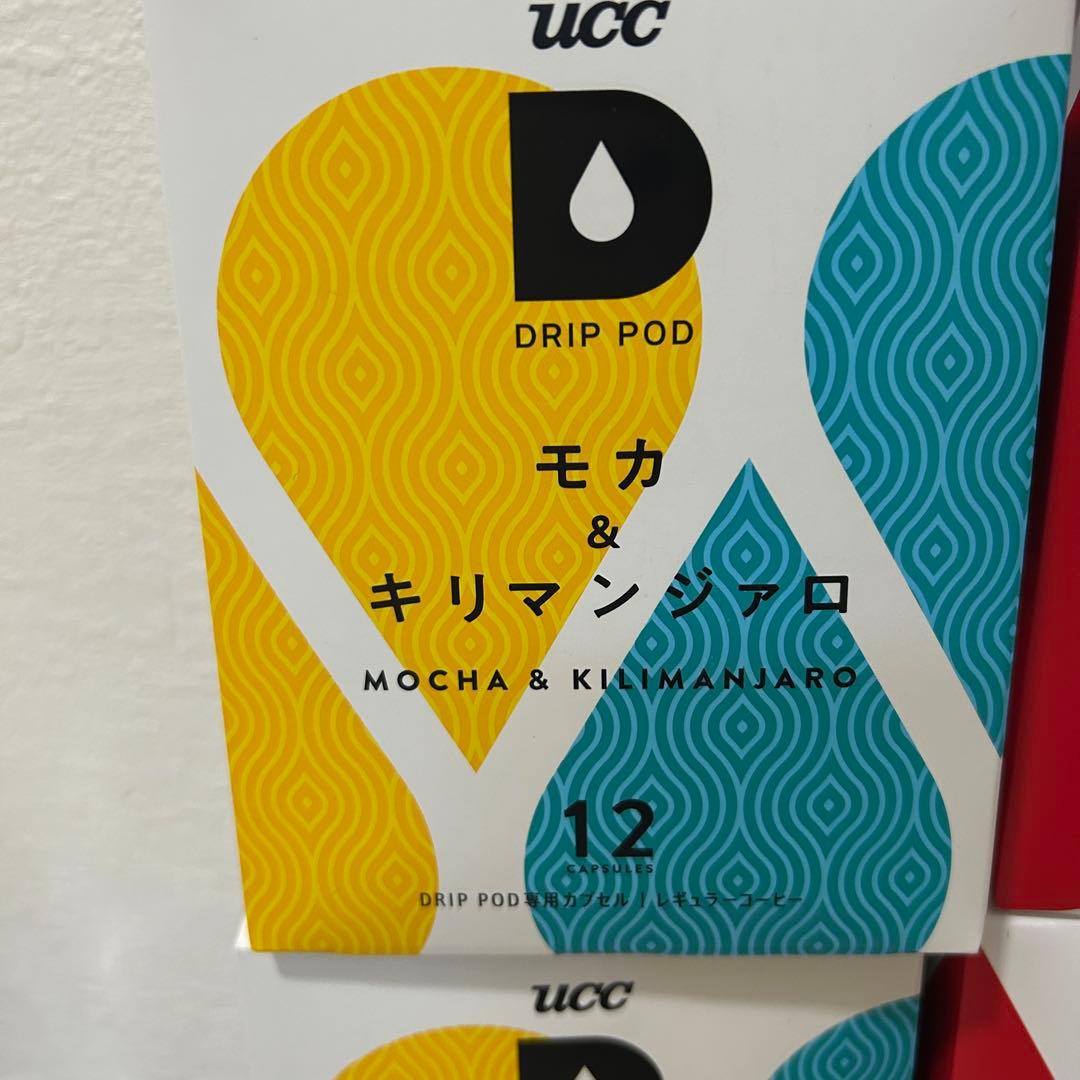 ucc
DRIP POD
モカ
&
キリマンジァロ
MOCHA & KILIMANJARO
12
CAPSULES
DRIP POD専用カプセル | レギュラーコーヒー
ucc